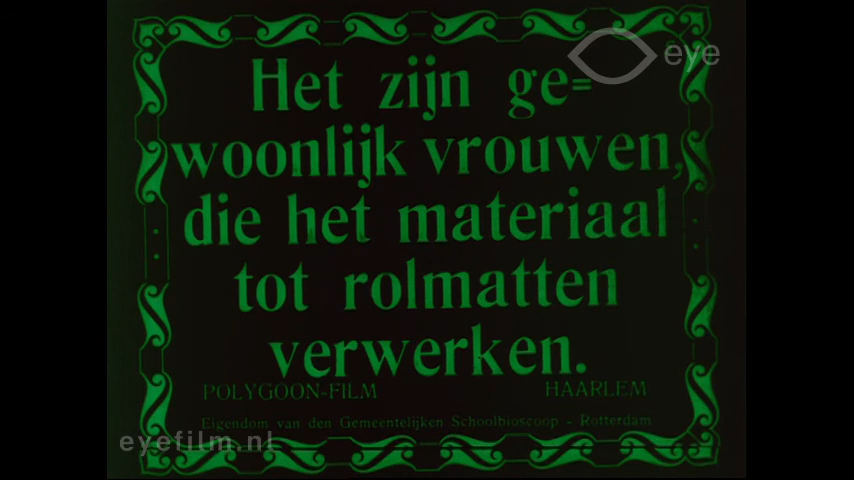 eye
Het zijn ge=
woonlijk vrouwen,
die het materiaal
tot rolmatten
verwerken.
POLYGOON-FILM HAARLEM
Eigendom van den Gemeentelijken Schoolbioscoop - Rotterdam
eyefilm.nl